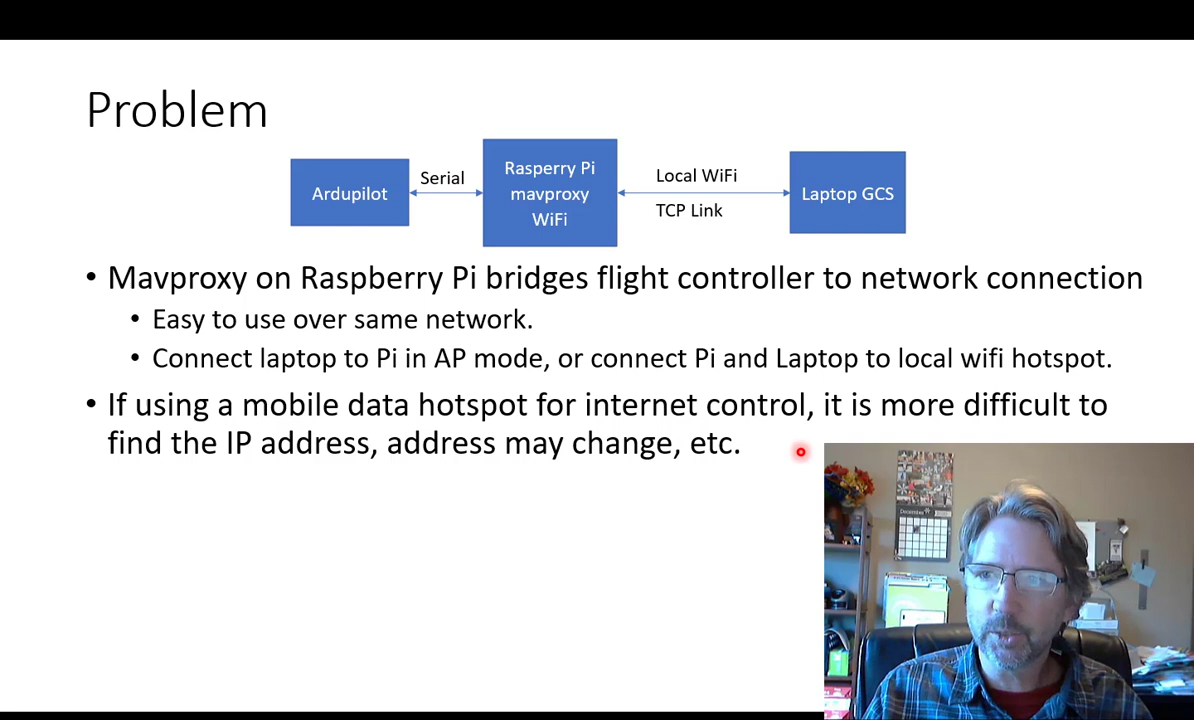 Problem
Ardupilot
Serial
Rasperry Pi
mavproxy
WiFi
Local WiFi
TCP Link
Laptop GCS
• Mavproxy on Raspberry Pi bridges flight controller to network connection
• Easy to use over same network.
• Connect laptop to Pi in AP mode, or connect Pi and Laptop to local wifi hotspot.
• If using a mobile data hotspot for internet control, it is more difficult to
find the IP address, address may change, etc.
December